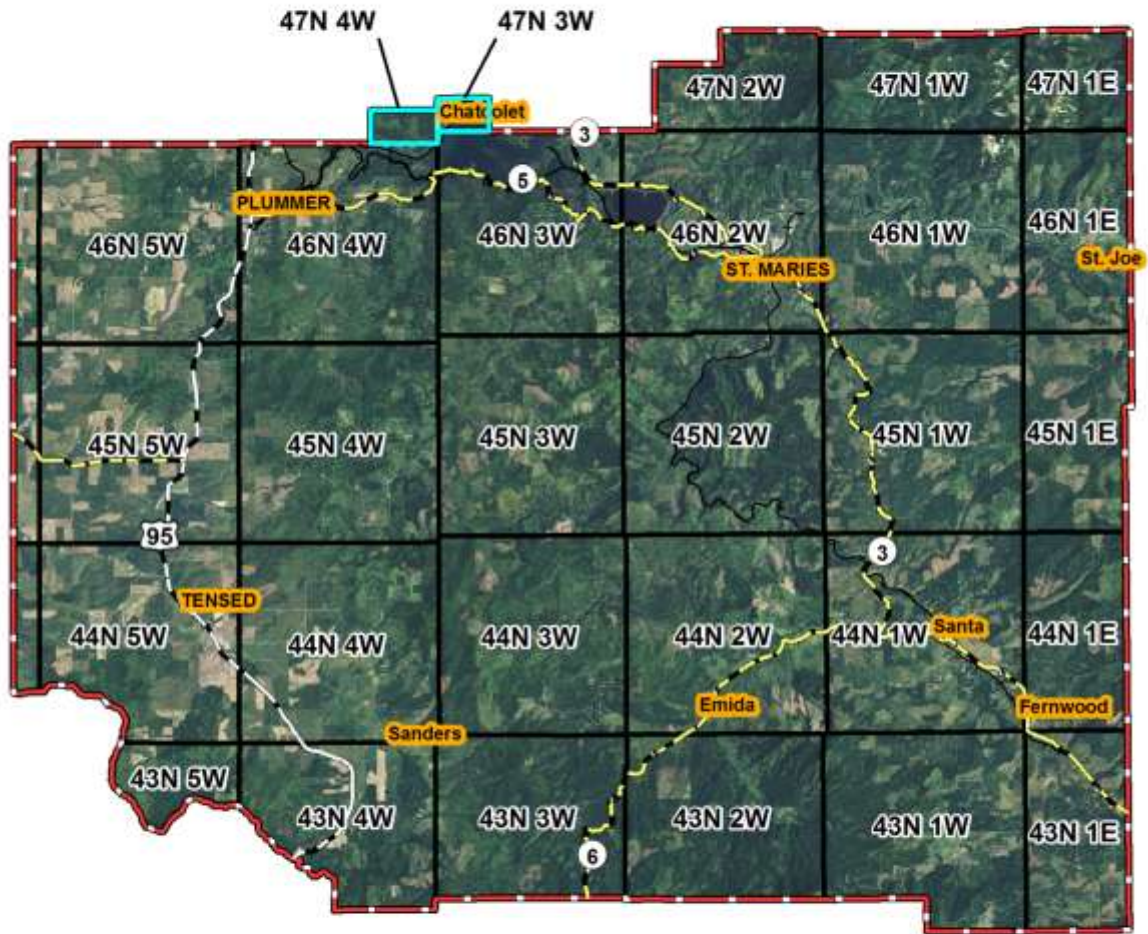 47N 4W
47N 3W
Chatcolet
47N 2W
47N 1W
47N 1E
3
5
PLUMMER
46N 5W
46N 4W
46N 3W
46N 2W
46N 1W
46N 1E
ST. MARIES
St. Joe
45N 5W
45N 4W
45N 3W
45N 2W
45N 1W
45N 1E
95
3
TENSED
44N 5W
44N 4W
44N 3W
44N 2W
44N 1W
Santa
44N 1E
Sanders
Emida
Fernwood
43N 5W
43N 4W
43N 3W
43N 2W
43N 1W
43N 1E
6